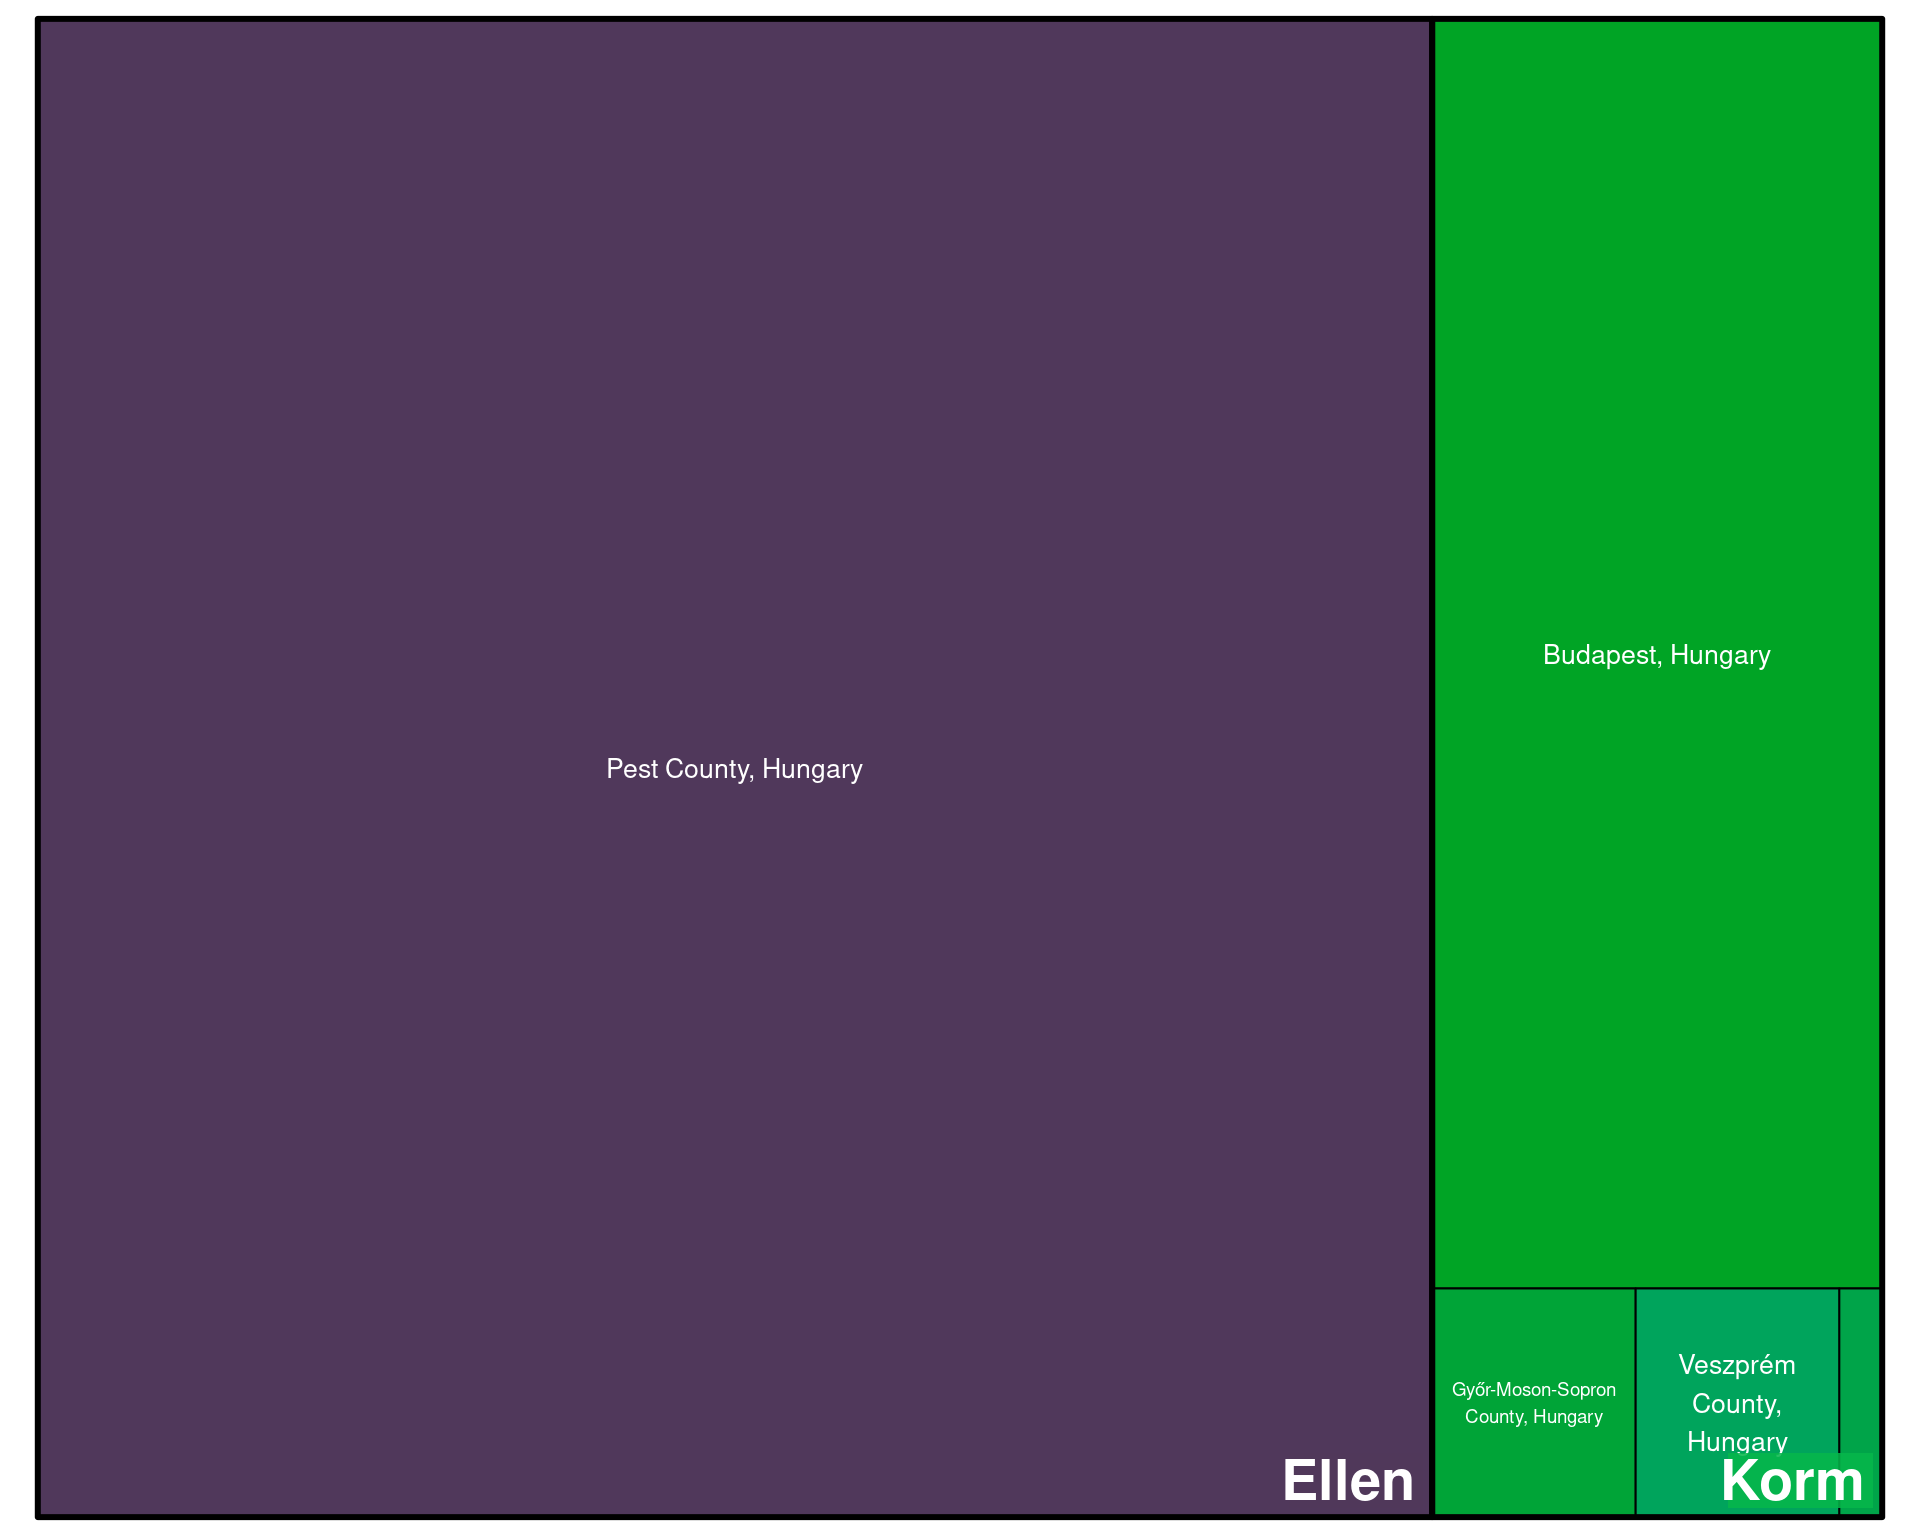 Pest County, Hungary
Ellen
Budapest, Hungary
Győr-Moson-Sopron
County, Hungary
Veszprém
County,
Hungary
Korm